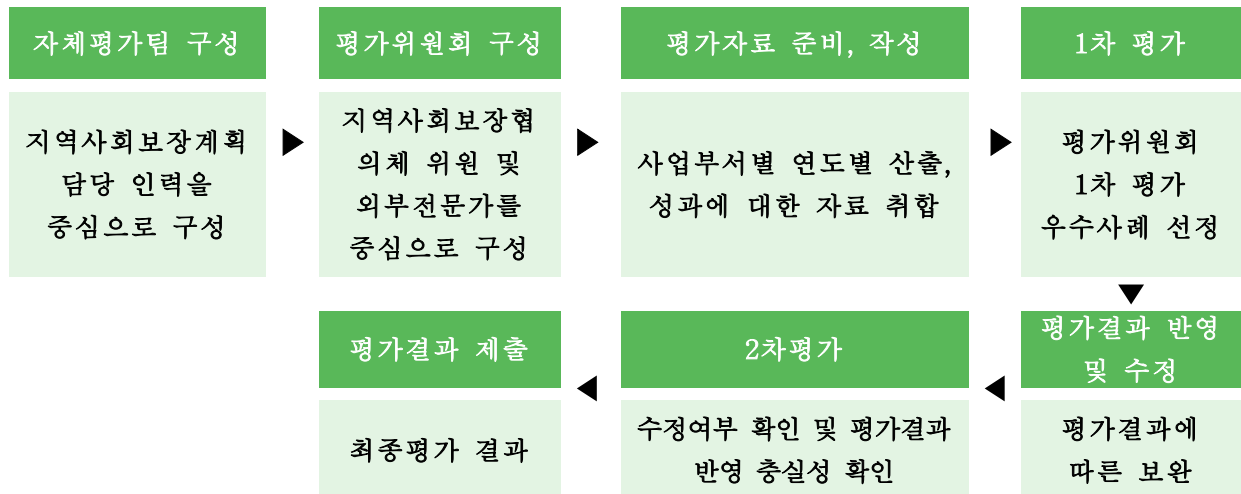 자체평가팀 구성
지역사회보장계획
담당 인력을
중심으로 구성
평가위원회 구성
지역사회보장협
의체 위원 및
외부전문가를
중심으로 구성
평가자료 준비, 작성
사업부서별 연도별 산출,
성과에 대한 자료 취합
1차 평가
평가위원회
1차 평가
우수사례 선정
평가결과 반영
및 수정
평가결과에
따른 보완
2차평가
수정여부 확인 및 평가결과
반영 충실성 확인
평가결과 제출
최종평가 결과